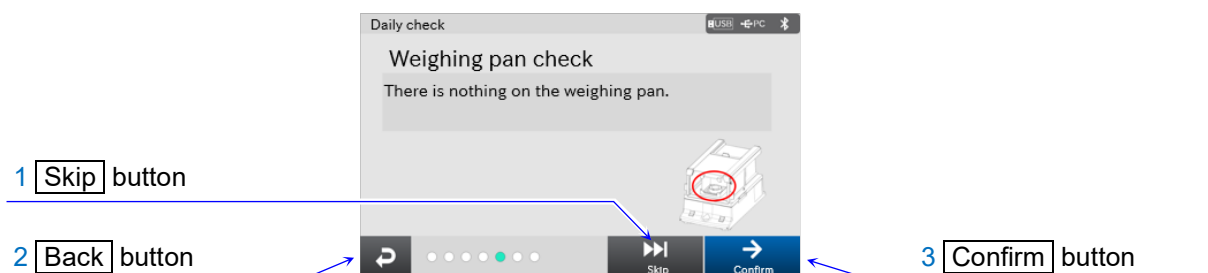 Daily check
USB PC
Weighing pan check
There is nothing on the weighing pan.
1 Skip button
2 Back button
Skip
Confirm
3 Confirm button